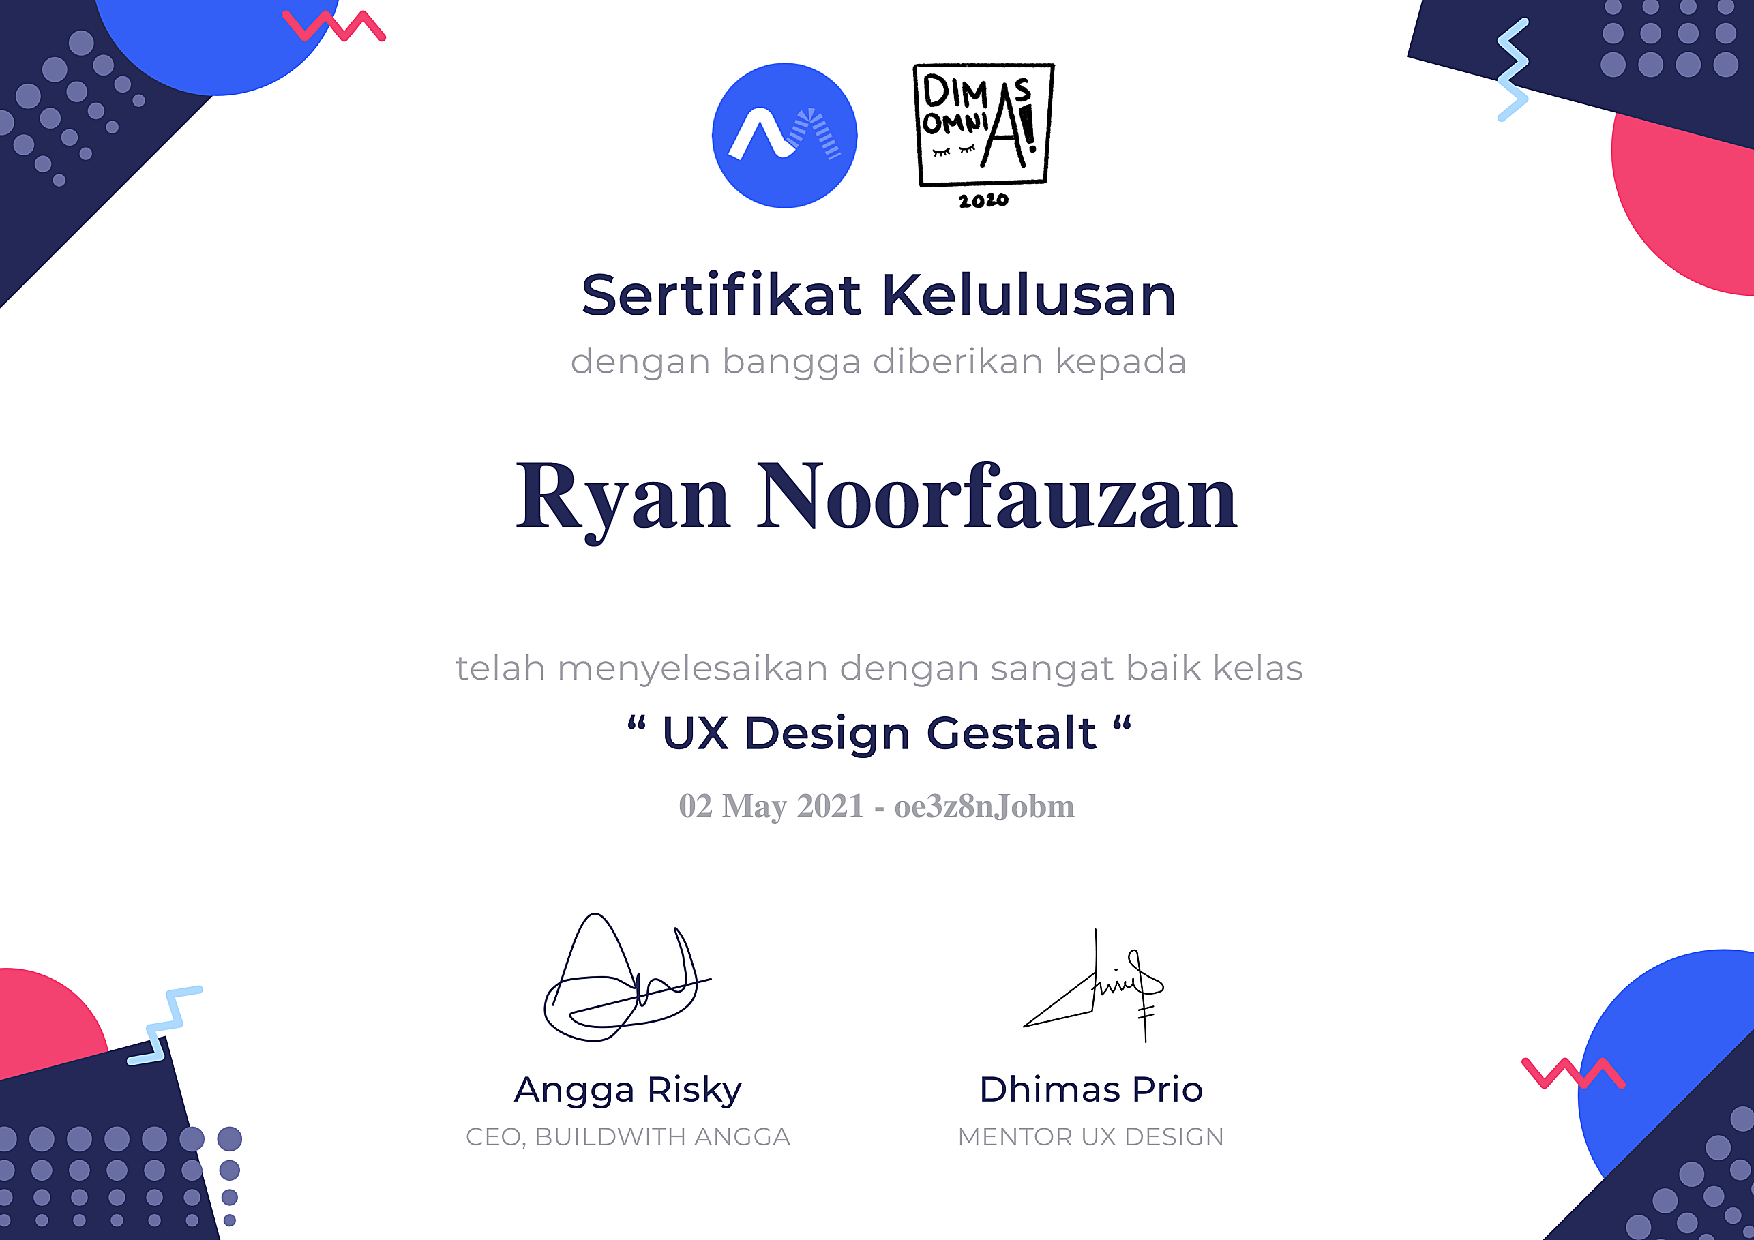 DIMAS
OMNIA!
2020
Sertifikat Kelulusan
dengan bangga diberikan kepada
Ryan Noorfauzan
telah menyelesaikan dengan sangat baik kelas
“ UX Design Gestalt “
02 May 2021 - oe3z8nJobm
Angga Risky
Dhimas Prio
CEO, BUILDWITH ANGGA
MENTOR UX DESIGN